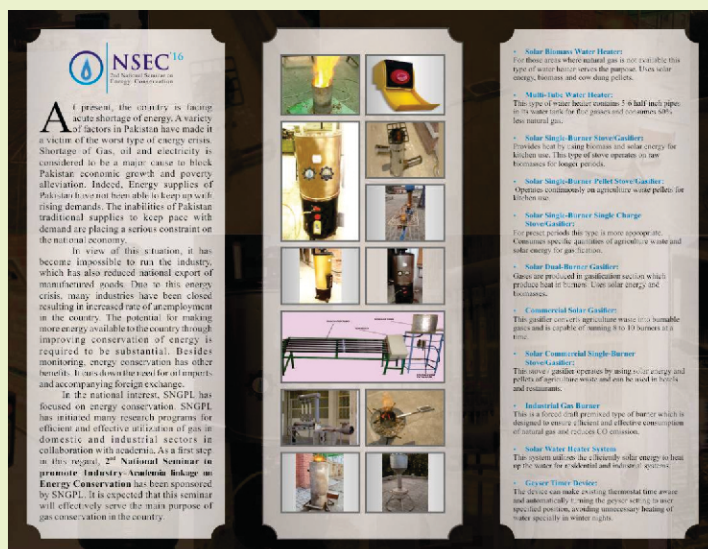 NSEC'16
2nd National Seminar on
Energy Conservation
At present, the country is facing
acute shortage of energy. A variety
of factors in Pakistan have made it
a victim of the worst type of energy crisis.
Shortage of Gas, oil and electricity is
considered to be a major cause to block
Pakistan economic growth and poverty
alleviation. Indeed, Energy supplies of
Pakistan have not been able to keep up with
rising demands. The inabilities of Pakistan
traditional supplies to keep pace with
demand are placing a serious constraint on
the national economy.
In view of this situation, it has
become impossible to run the industry,
which has also reduced national export of
manufactured goods. Due to this energy
crisis, many industries have been closed
resulting in increased rate of unemployment
in the country. The potential for making
more energy available to the country through
improving conservation of energy is
required to be substantial. Besides
monitoring, energy conservation has other
benefits. It cuts down the need for oil imports
and accompanying foreign exchange.
In the national interest, SNGPL has
focused on energy conservation. SNGPL
has initiated many research programs for
efficient and effective utilization of gas in
domestic and industrial sectors in
collaboration with academia. As a first step
in this regard, 2nd National Seminar to
promote Industry-Academia linkage on
Energy Conservation has been sponsored
by SNGPL. It is expected that this seminar
will effectively serve the main purpose of
gas conservation in the country.
• Solar Biomass Water Heater:
For those areas where natural gas is not available this
type of water heater serves the purpose. Uses solar
energy, biomass and cow dung pellets.
• Multi-Tube Water Heater:
This type of water heater contains 5-6 half inch pipes
in its water tank for flue gasses and consumes 50%
less natural gas.
• Solar Single-Burner Stove/Gasifier:
Provides heat by using biomass and solar energy for
kitchen use. This type of stove operates on raw
biomasses for longer periods.
• Solar Single-Burner Pellet Stove/Gasifier:
Operates continuously on agriculture waste pellets for
kitchen use.
• Solar Single-Burner Single Charge
Stove/Gasifier:
For preset periods this type is more appropriate.
Consumes specific quantities of agriculture waste and
solar energy for gasification.
• Solar Dual-Burner Gasifier:
Gases are produced in gasification section which
produce heat in burners. Uses solar energy and
biomasses.
• Commercial Solar Gasifier:
This gasifier converts agriculture waste into burnable
gases and is capable of running 8 to 10 burners at a
time.
• Solar Commercial Single-Burner
Stove/Gasifier:
This stove / gasifier operates by using solar energy and
pellets of agriculture waste and can be used in hotels
and restaurants.
• Industrial Gas Burner
This is a forced draft premixed type of burner which is
designed to ensure efficient and effective consumption
of natural gas and reduces CO emission.
• Solar Water Heater System
This system utilizes the efficiently solar energy to heat
up the water for residential and industrial systems.
• Geyser Timer Device:
The device can make existing thermostat time aware
and automatically turning the geyser setting to user
specified position, avoiding unnecessary heating of
water specially in winter nights.